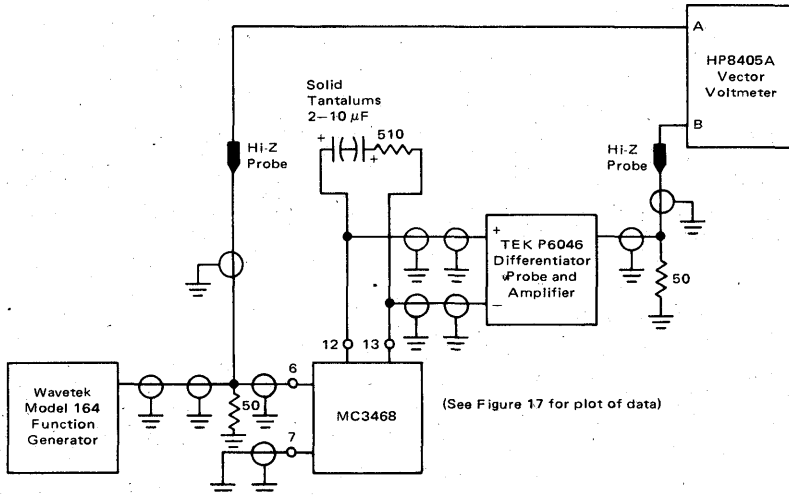 A
HP8405A
Vector
Voltmeter
B
Solid
Tantalums
2–10 μF
+
+
510
Hi-Z
Probe
Hi-Z
Probe
+
TEK P6046
Differentiator
Probe and
Amplifier
−
50
12
13
6
Wavetek
Model 164
Function
Generator
50
MC3468
(See Figure 17 for plot of data)
7